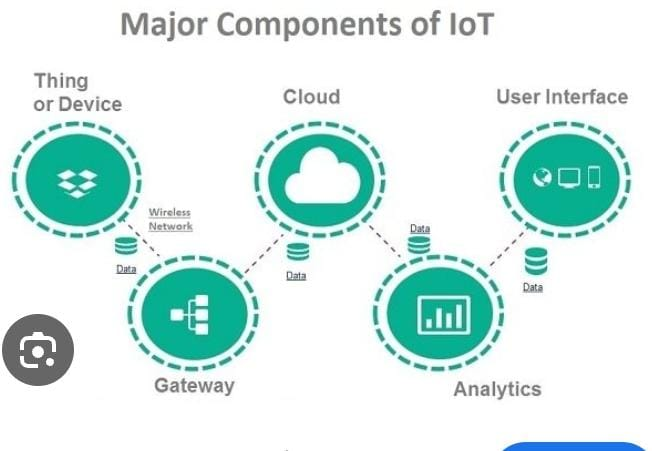 Major Components of IoT
Thing
or Device
Cloud
User Interface
Wireless
Network
Data
Data
Data
Data
Gateway
Analytics